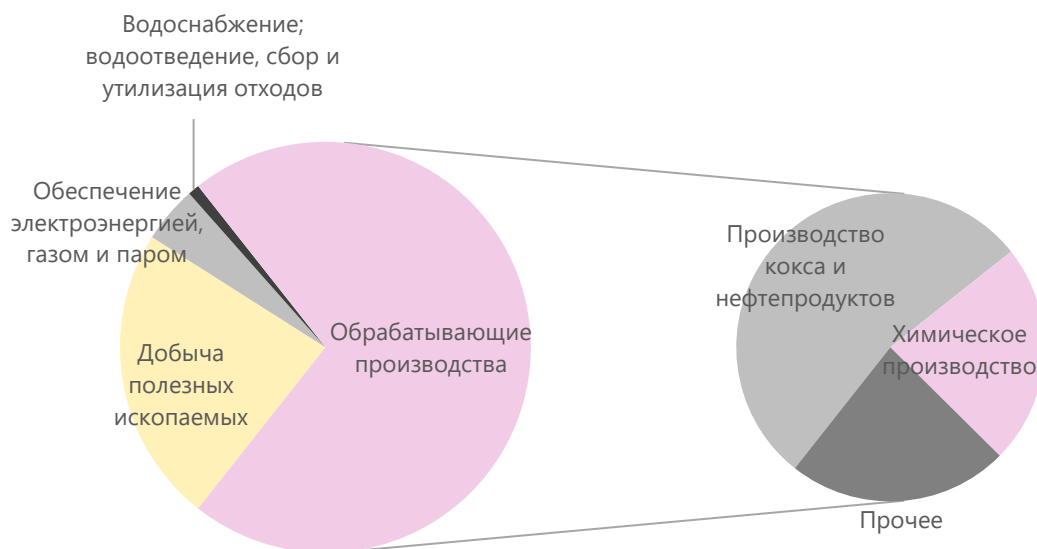 Водоснабжение;
водоотведение, сбор и
утилизация отходов
Обеспечение
электроэнергией,
газом и паром
Добыча
полезных
ископаемых
Обрабатывающие
производства
Производство
кокса и
нефтепродуктов
Химическое
производство
Прочее